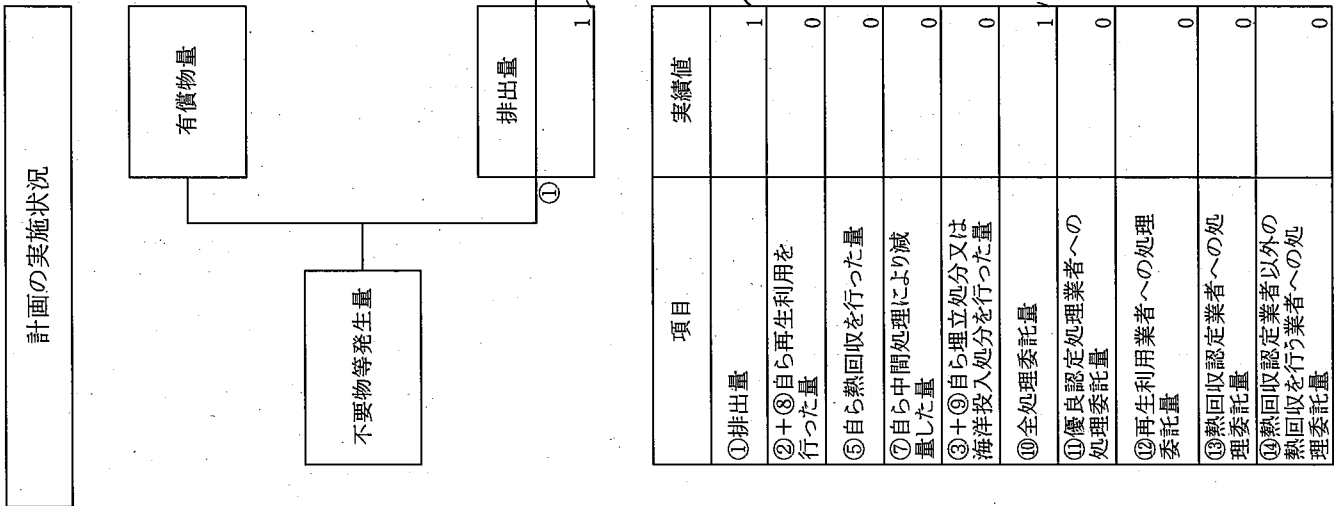 計画の実施状況
有償物量
不要物等発生量
①
排出量
1
項目
実績値
①排出量
1
②+⑧自ら再生利用を
行った量
0
⑤自ら熱回収を行った量
0
⑦自ら中間処理により減
量した量
0
③+⑨自ら埋立処分又は
海洋投入処分を行った量
0
⑩全処理委託量
1
⑪優良認定処理業者への
処理委託量
0
⑫再生利用業者への処理
委託量
0
⑬熱回収認定業者への処
理委託量
0
⑭熱回収認定業者以外の
熱回収を行う業者への処
理委託量
0